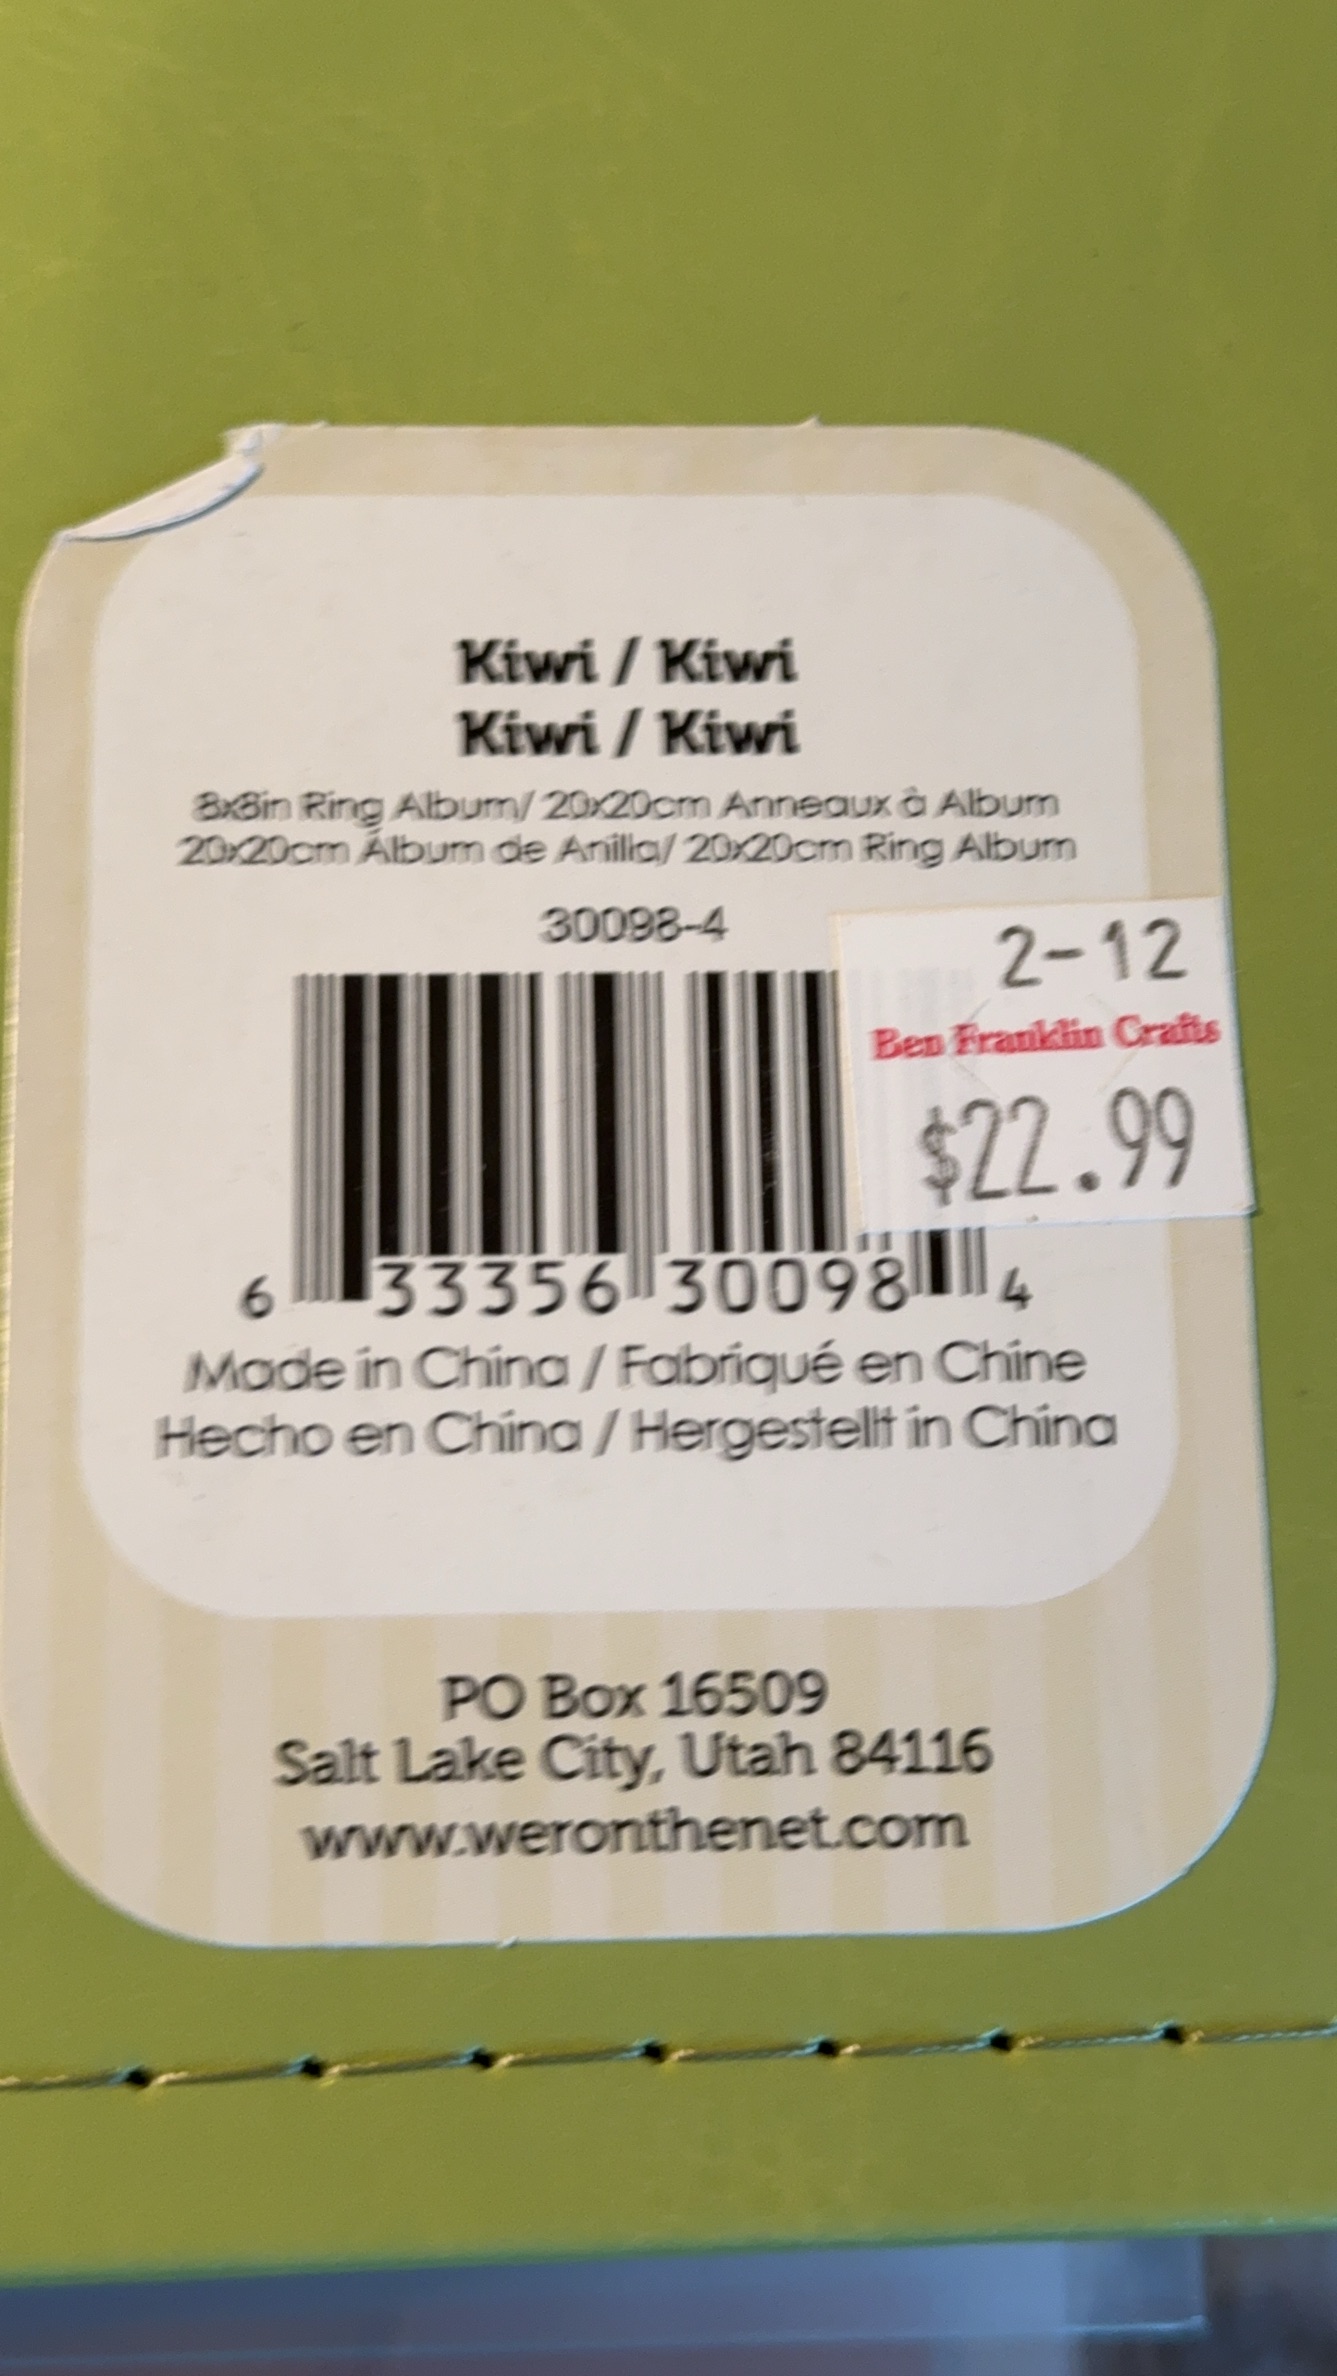 Kiwi / Kiwi
Kiwi / Kiwi
8x8in Ring Album/ 20x20cm Anneaux à Album
20x20cm Álbum de Anilla/ 20x20cm Ring Album
30098-4
2-12
Ben Franklin Crafts
$22.99
6 33356 30098 4
Made in China / Fabriqué en Chine
Hecho en China / Hergestellt in China
PO Box 16509
Salt Lake City, Utah 84116
www.weronthenet.com